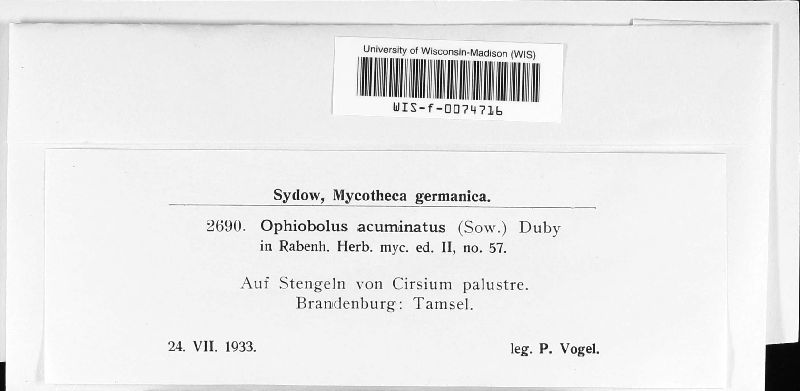 University of Wisconsin-Madison (WIS)
WIS-f-0074716
Sydow, Mycotheca germanica.
2690. Ophiobolus acuminatus (Sow.) Duby
in Rabenh. Herb. myc. ed. II, no. 57.
Auf Stengeln von Cirsium palustre.
Brandenburg: Tamsel.
24. VII. 1933. leg. P. Vogel.